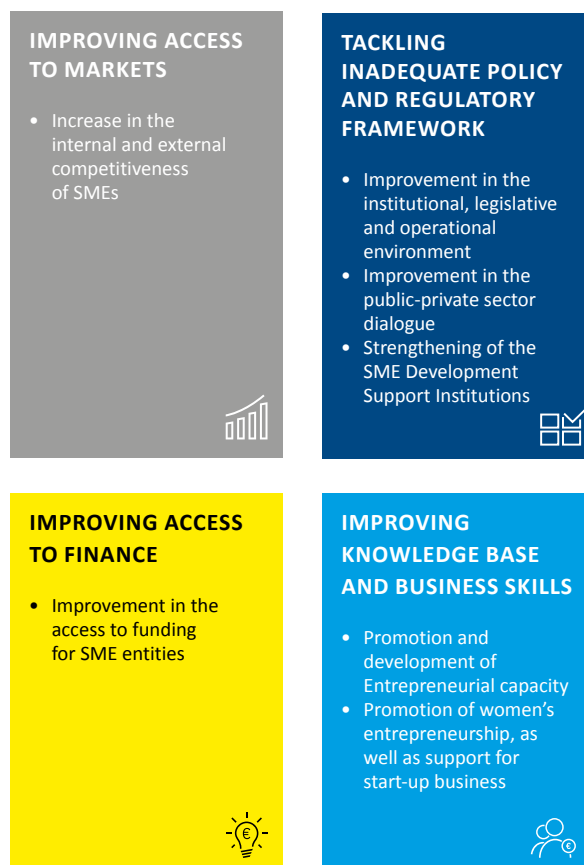 IMPROVING ACCESS
TO MARKETS
• Increase in the
internal and external
competitiveness
of SMEs
TACKLING
INADEQUATE POLICY
AND REGULATORY
FRAMEWORK
• Improvement in the
institutional, legislative
and operational
environment
• Improvement in the
public-private sector
dialogue
• Strengthening of the
SME Development
Support Institutions
IMPROVING ACCESS
TO FINANCE
• Improvement in the
access to funding
for SME entities
€
IMPROVING
KNOWLEDGE BASE
AND BUSINESS SKILLS
• Promotion and
development of
Entrepreneurial capacity
• Promotion of women’s
entrepreneurship, as
well as support for
start-up business
€